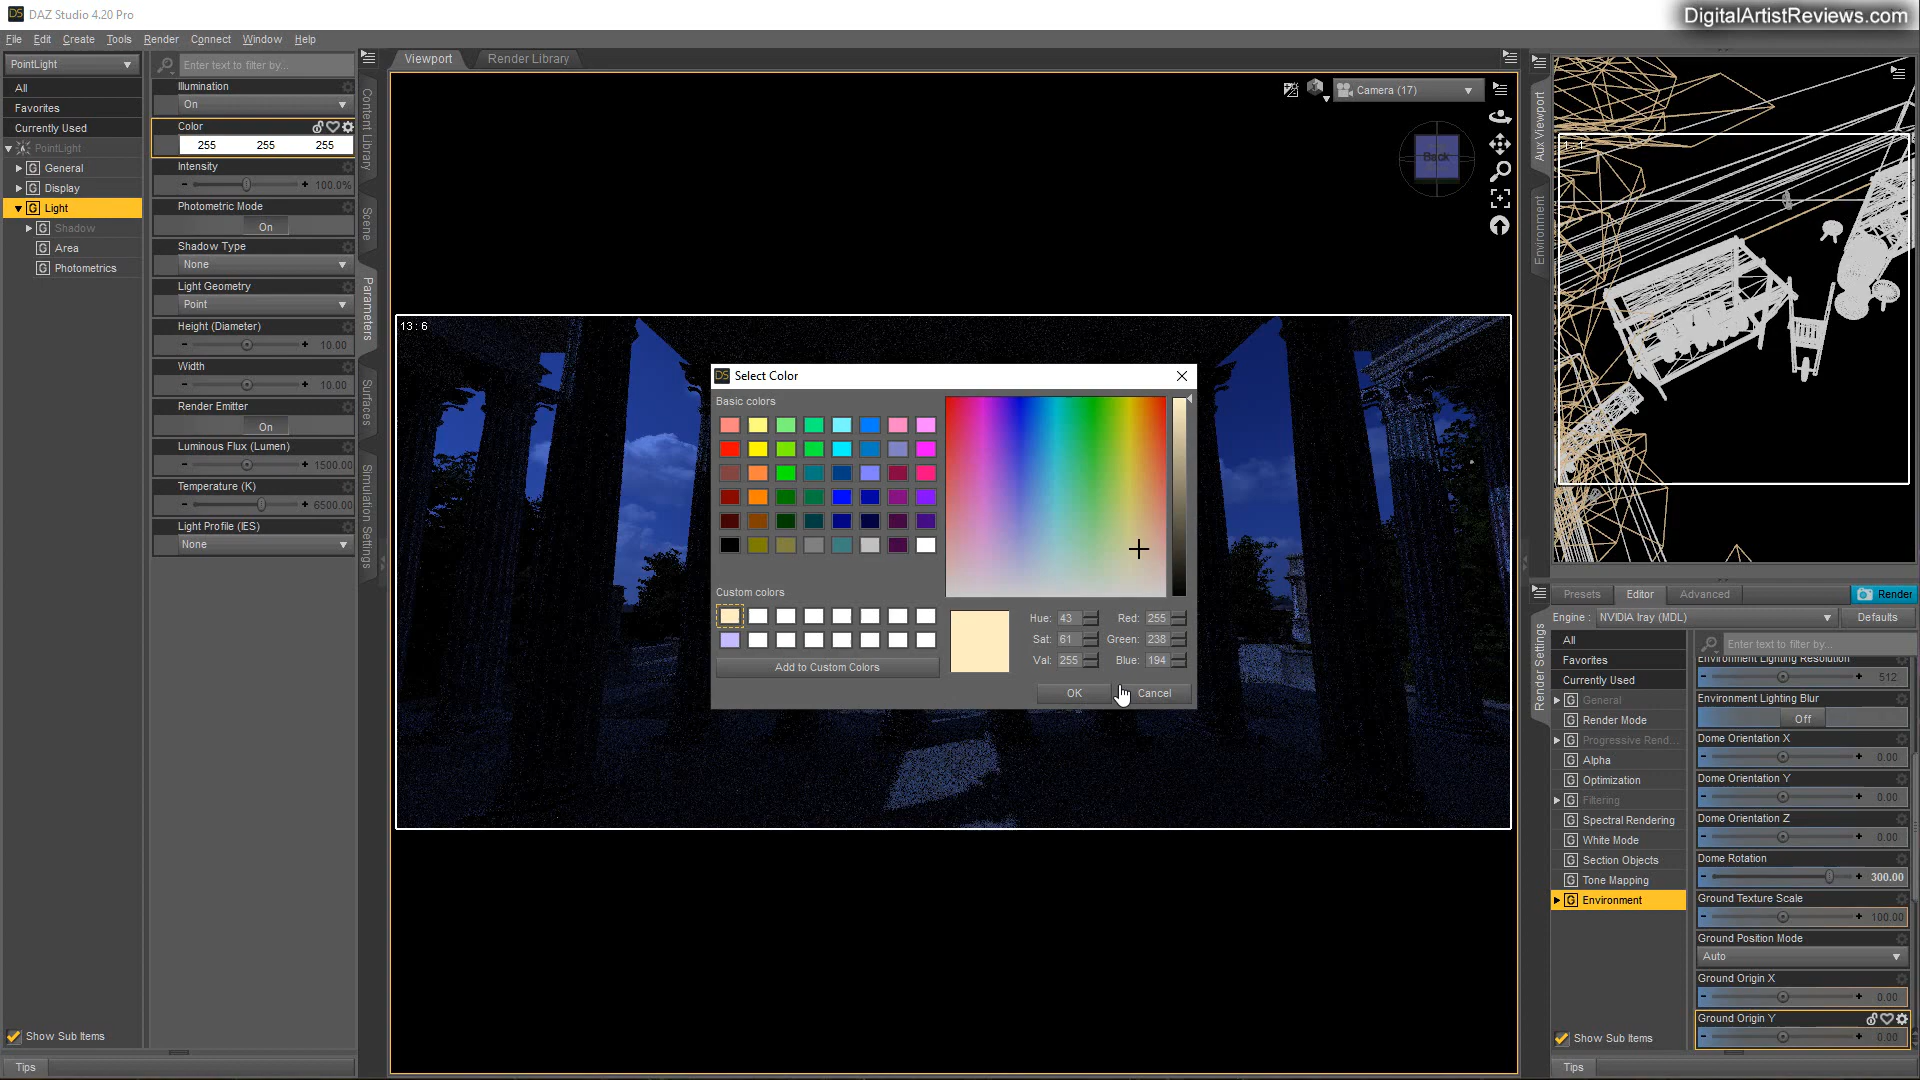 DAZ Studio 4.20 Pro
DigitalArtistReviews.com
File Edit Create Tools Render Connect Window Help
PointLight
All
Favorites
Currently Used
PointLight
General
Display
Light
Shadow
Area
Photometrics
Show Sub Items
Tips
Enter text to filter by...
Illumination
On
Color
255 255 255
Intensity
100.0%
Photometric Mode
On
Shadow Type
None
Light Geometry
Point
Height (Diameter)
10.00
Width
10.00
Render Emitter
On
Luminous Flux (Lumen)
1500.00
Temperature (K)
6500.00
Light Profile (IES)
None
Content Library
Scene
Parameters
Surfaces
Simulation Settings
Viewport Render Library
Camera (17)
Back
13 : 6
Select Color
Basic colors
Custom colors
Add to Custom Colors
Hue: 43 Red: 255
Sat: 61 Green: 238
Val: 255 Blue: 194
OK Cancel
Aux Viewport
Environment
Render Settings
Presets Editor Advanced Render
Engine : NVIDIA Iray (MDL) Defaults
All
Favorites
Currently Used
General
Render Mode
Progressive Rend...
Alpha
Optimization
Filtering
Spectral Rendering
White Mode
Section Objects
Tone Mapping
Environment
Show Sub Items
Tips
Enter text to filter by...
Environment Lighting Resolution
512
Environment Lighting Blur
Off
Dome Orientation X
0.00
Dome Orientation Y
0.00
Dome Orientation Z
0.00
Dome Rotation
300.00
Ground Texture Scale
100.00
Ground Position Mode
Auto
Ground Origin X
0.00
Ground Origin Y
0.00